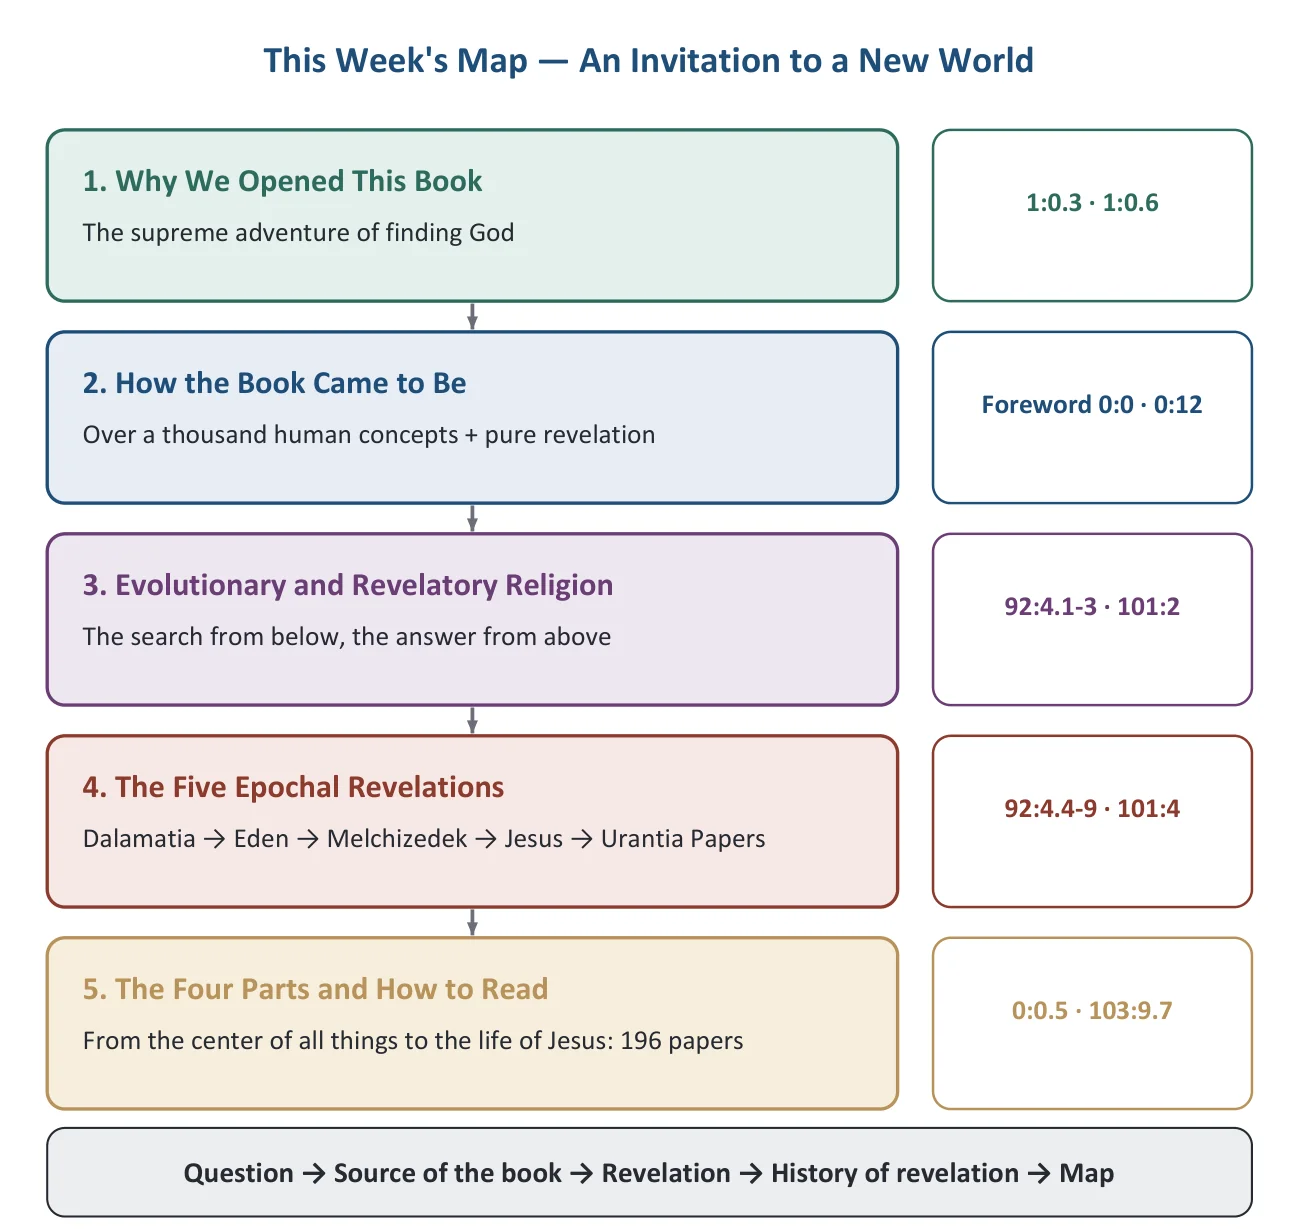 This Week's Map — An Invitation to a New World
1. Why We Opened This Book
The supreme adventure of finding God
1:0.3 · 1:0.6
2. How the Book Came to Be
Over a thousand human concepts + pure revelation
Foreword 0:0 · 0:12
3. Evolutionary and Revelatory Religion
The search from below, the answer from above
92:4.1-3 · 101:2
4. The Five Epochal Revelations
Dalamatia → Eden → Melchizedek → Jesus → Urantia Papers
92:4.4-9 · 101:4
5. The Four Parts and How to Read
From the center of all things to the life of Jesus: 196 papers
0:0.5 · 103:9.7
Question → Source of the book → Revelation → History of revelation → Map